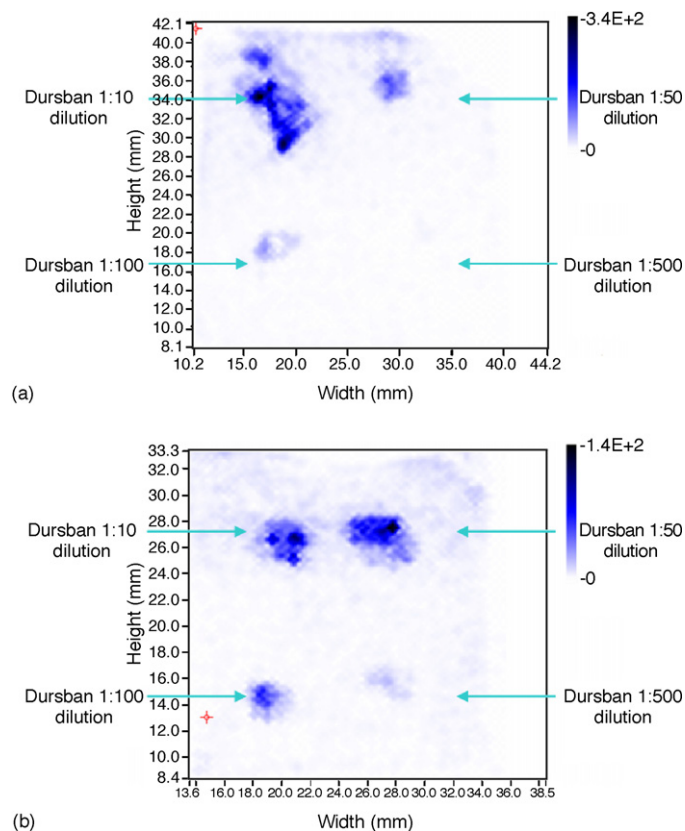 42.1
40.0
38.0
36.0
34.0
32.0
30.0
28.0
26.0
24.0
22.0
20.0
18.0
16.0
14.0
12.0
10.0
8.1
Height (mm)
10.2 15.0 20.0 25.0 30.0 35.0 40.0 44.2
Width (mm)
Dursban 1:10
dilution
Dursban 1:50
dilution
Dursban 1:100
dilution
Dursban 1:500
dilution
-3.4E+2
-0
(a)
33.3
32.0
30.0
28.0
26.0
24.0
22.0
20.0
18.0
16.0
14.0
12.0
10.0
8.4
Height (mm)
13.6 16.0 18.0 20.0 22.0 24.0 26.0 28.0 30.0 32.0 34.0 36.0 38.5
Width (mm)
Dursban 1:10
dilution
Dursban 1:50
dilution
Dursban 1:100
dilution
Dursban 1:500
dilution
-1.4E+2
-0
(b)